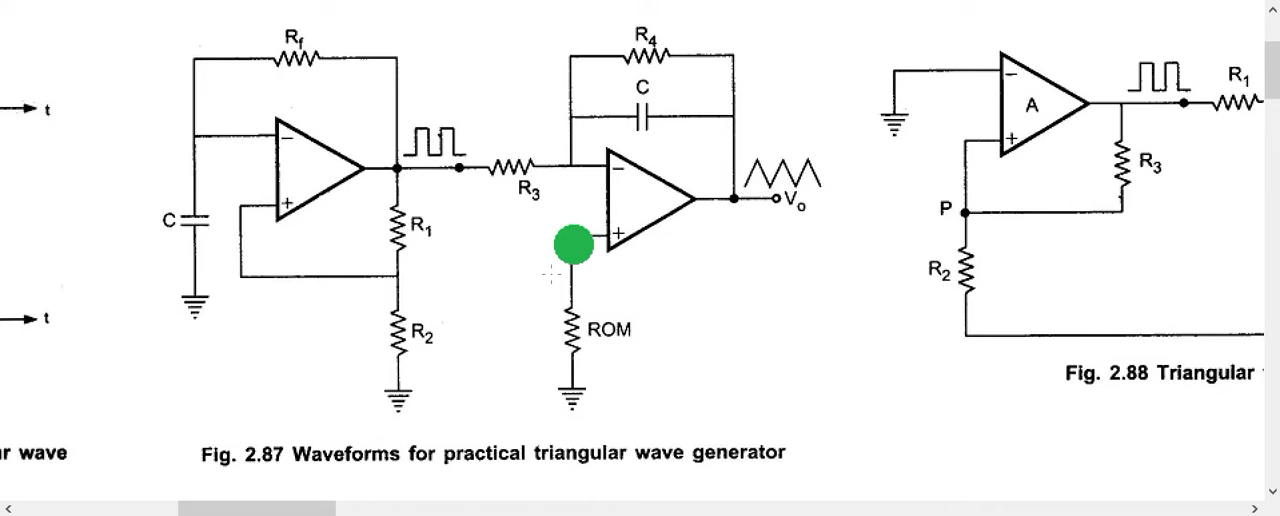 t
t
r wave
Rf
C
R1
R2
R3
R4
C
ROM
Vo
Fig. 2.87 Waveforms for practical triangular wave generator
A
R1
R3
P
R2
Fig. 2.88 Triangular